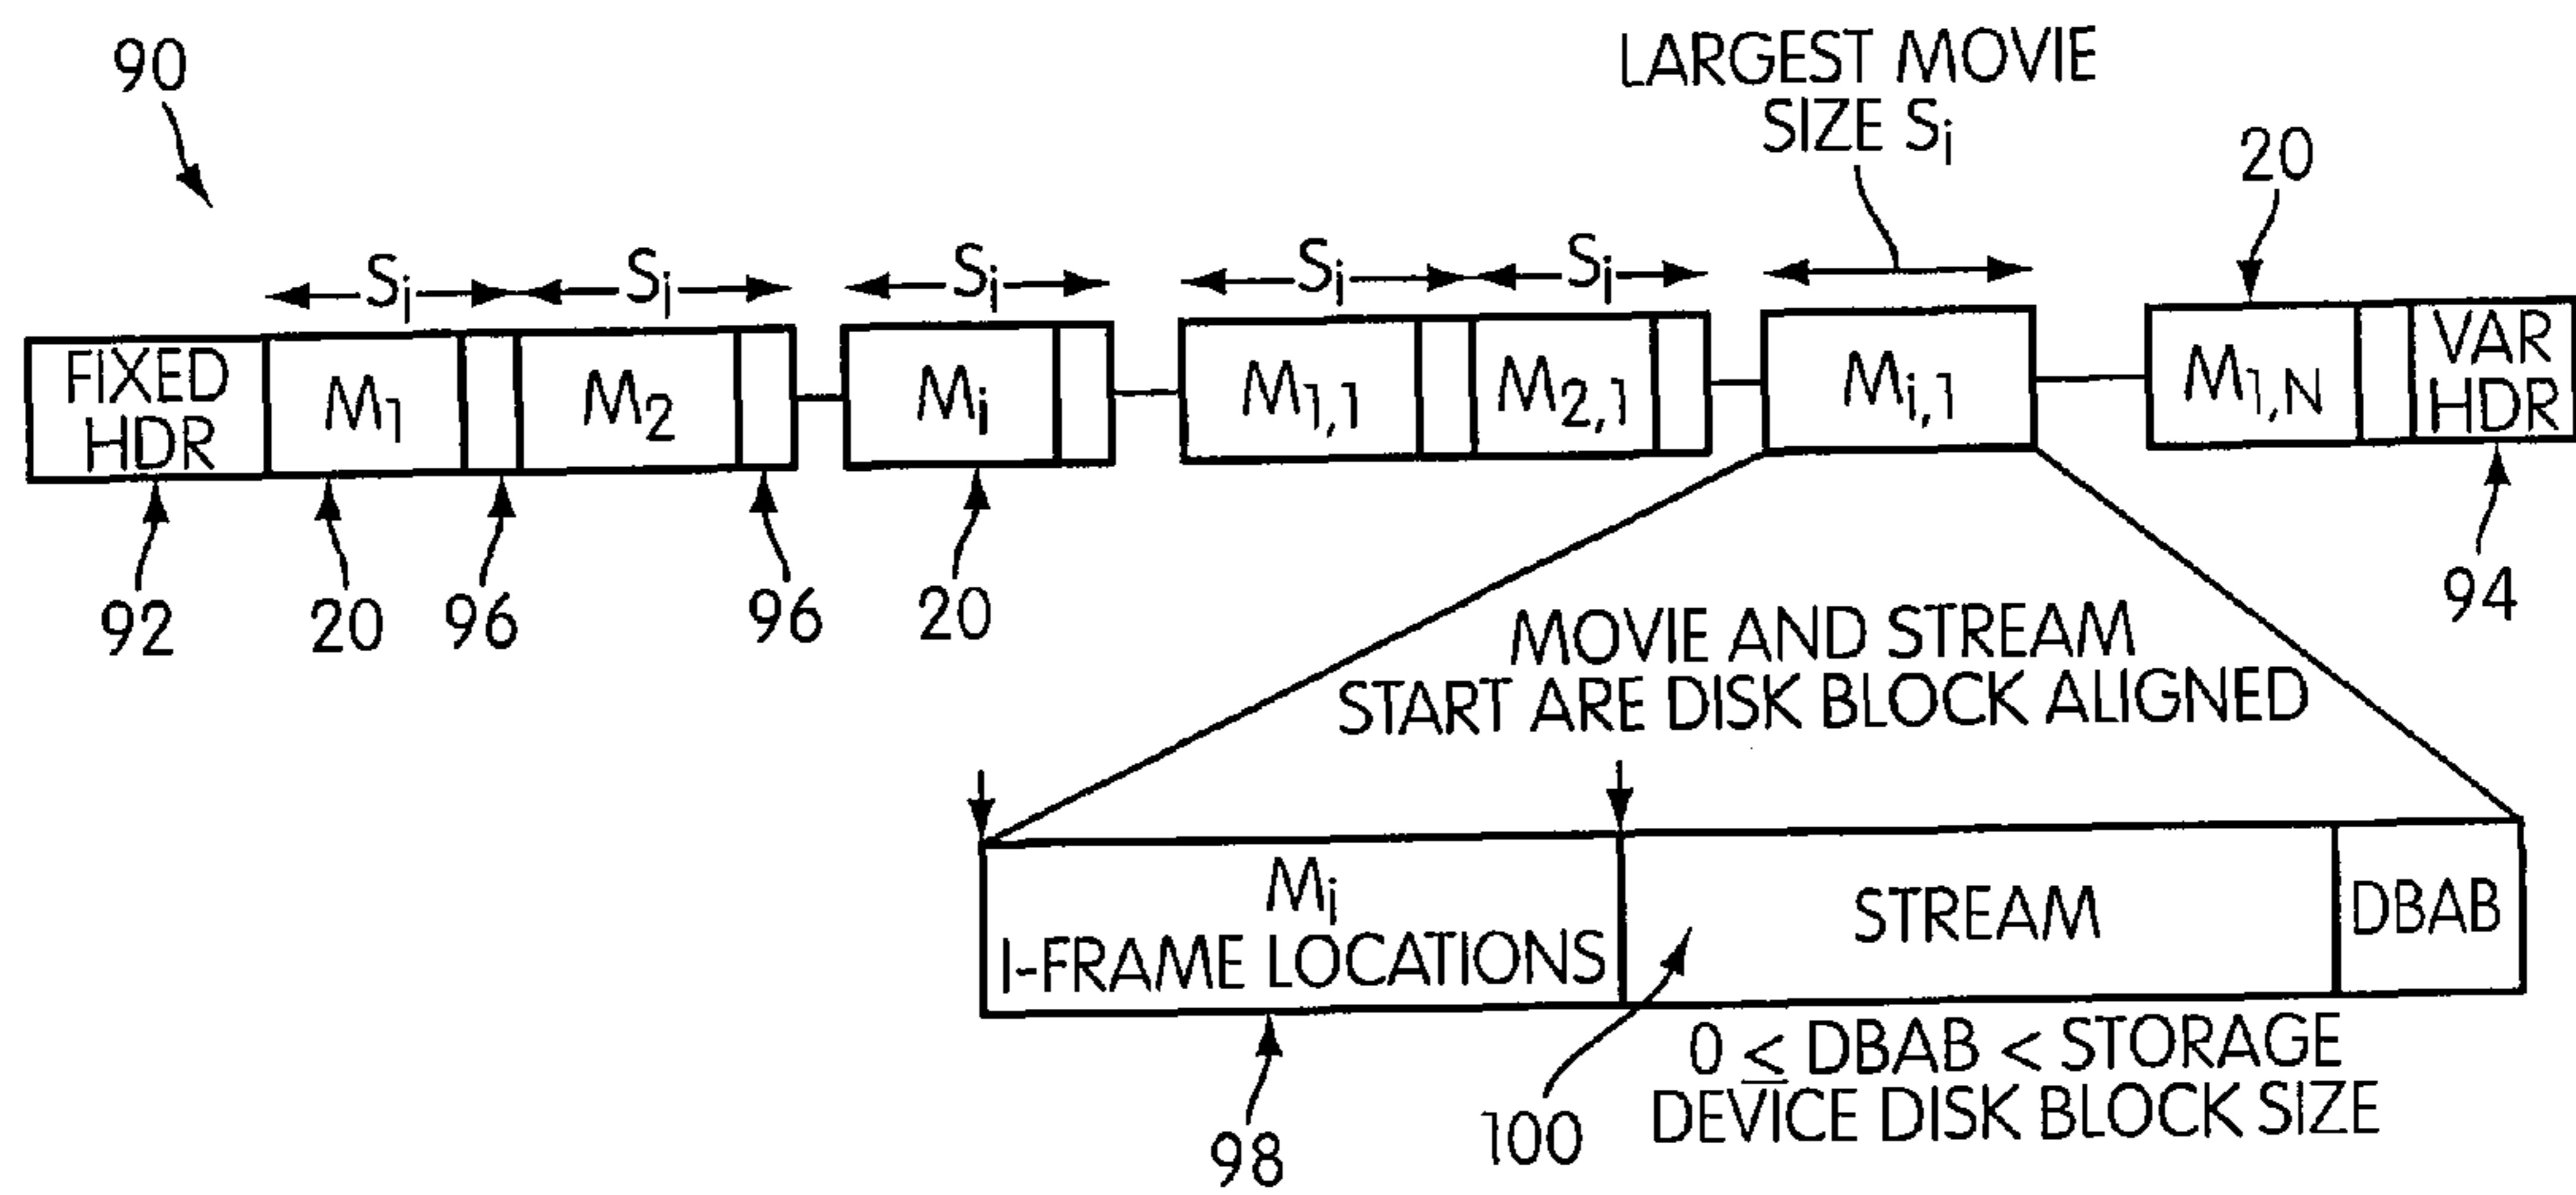 90
LARGEST MOVIE
SIZE Si
20
Si
Si
Si
Si
Si
FIXED
HDR
M1
M2
Mi
M1,1
M2,1
Mi,1
M1,N
VAR
HDR
92
20
96
96
20
94
MOVIE AND STREAM
START ARE DISK BLOCK ALIGNED
Mi
I-FRAME LOCATIONS
STREAM
DBAB
0 ≤ DBAB < STORAGE
DEVICE DISK BLOCK SIZE
98
100